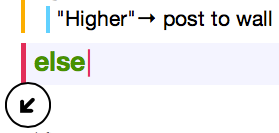 "Higher"→ post to wall
else